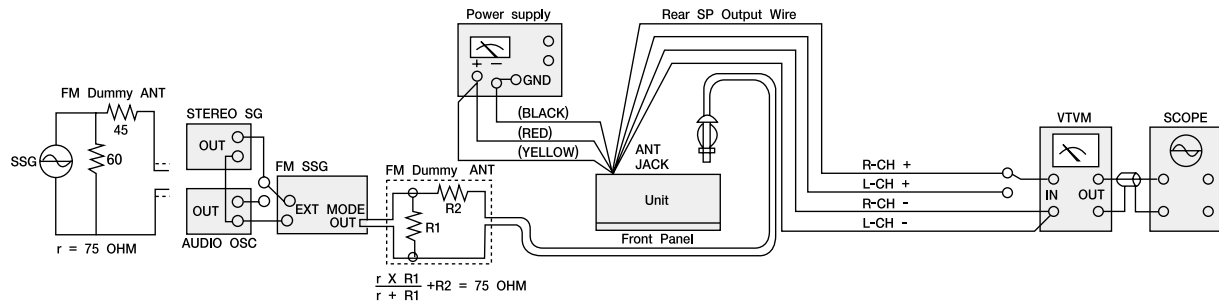 Power supply
+ −
GND
Rear SP Output Wire
(BLACK)
(RED)
(YELLOW)
ANT
JACK
Unit
Front Panel
FM Dummy ANT
45
60
SSG
r = 75 OHM
STEREO SG
OUT
OUT
AUDIO OSC
FM SSG
EXT MODE
OUT
FM Dummy ANT
R2
R1
r X R1
r + R1
+R2 = 75 OHM
R-CH +
L-CH +
R-CH -
L-CH -
VTVM
IN
OUT
SCOPE